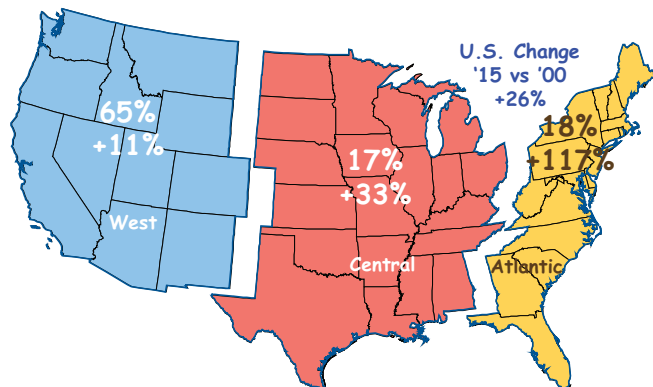 U.S. Change
'15 vs '00
+26%
65%
+11%
West
17%
+33%
Central
18%
+117%
Atlantic